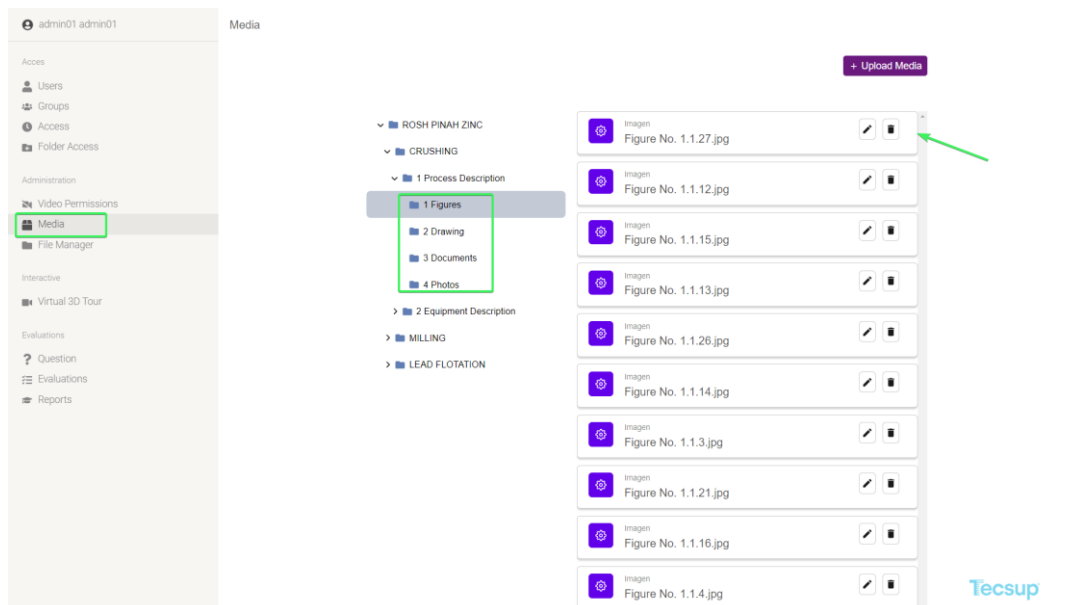 admin01 admin01
Media
Acces
Users
Groups
Access
Folder Access
Administration
Video Permissions
Media
File Manager
Interactive
Virtual 3D Tour
Evaluations
Question
Evaluations
Reports
+ Upload Media
ROSH PINAH ZINC
CRUSHING
1 Process Description
1 Figures
2 Drawing
3 Documents
4 Photos
2 Equipment Description
MILLING
LEAD FLOTATION
Imagen
Figure No. 1.1.27.jpg
Imagen
Figure No. 1.1.12.jpg
Imagen
Figure No. 1.1.15.jpg
Imagen
Figure No. 1.1.13.jpg
Imagen
Figure No. 1.1.26.jpg
Imagen
Figure No. 1.1.14.jpg
Imagen
Figure No. 1.1.3.jpg
Imagen
Figure No. 1.1.21.jpg
Imagen
Figure No. 1.1.16.jpg
Imagen
Figure No. 1.1.4.jpg
Tecsup